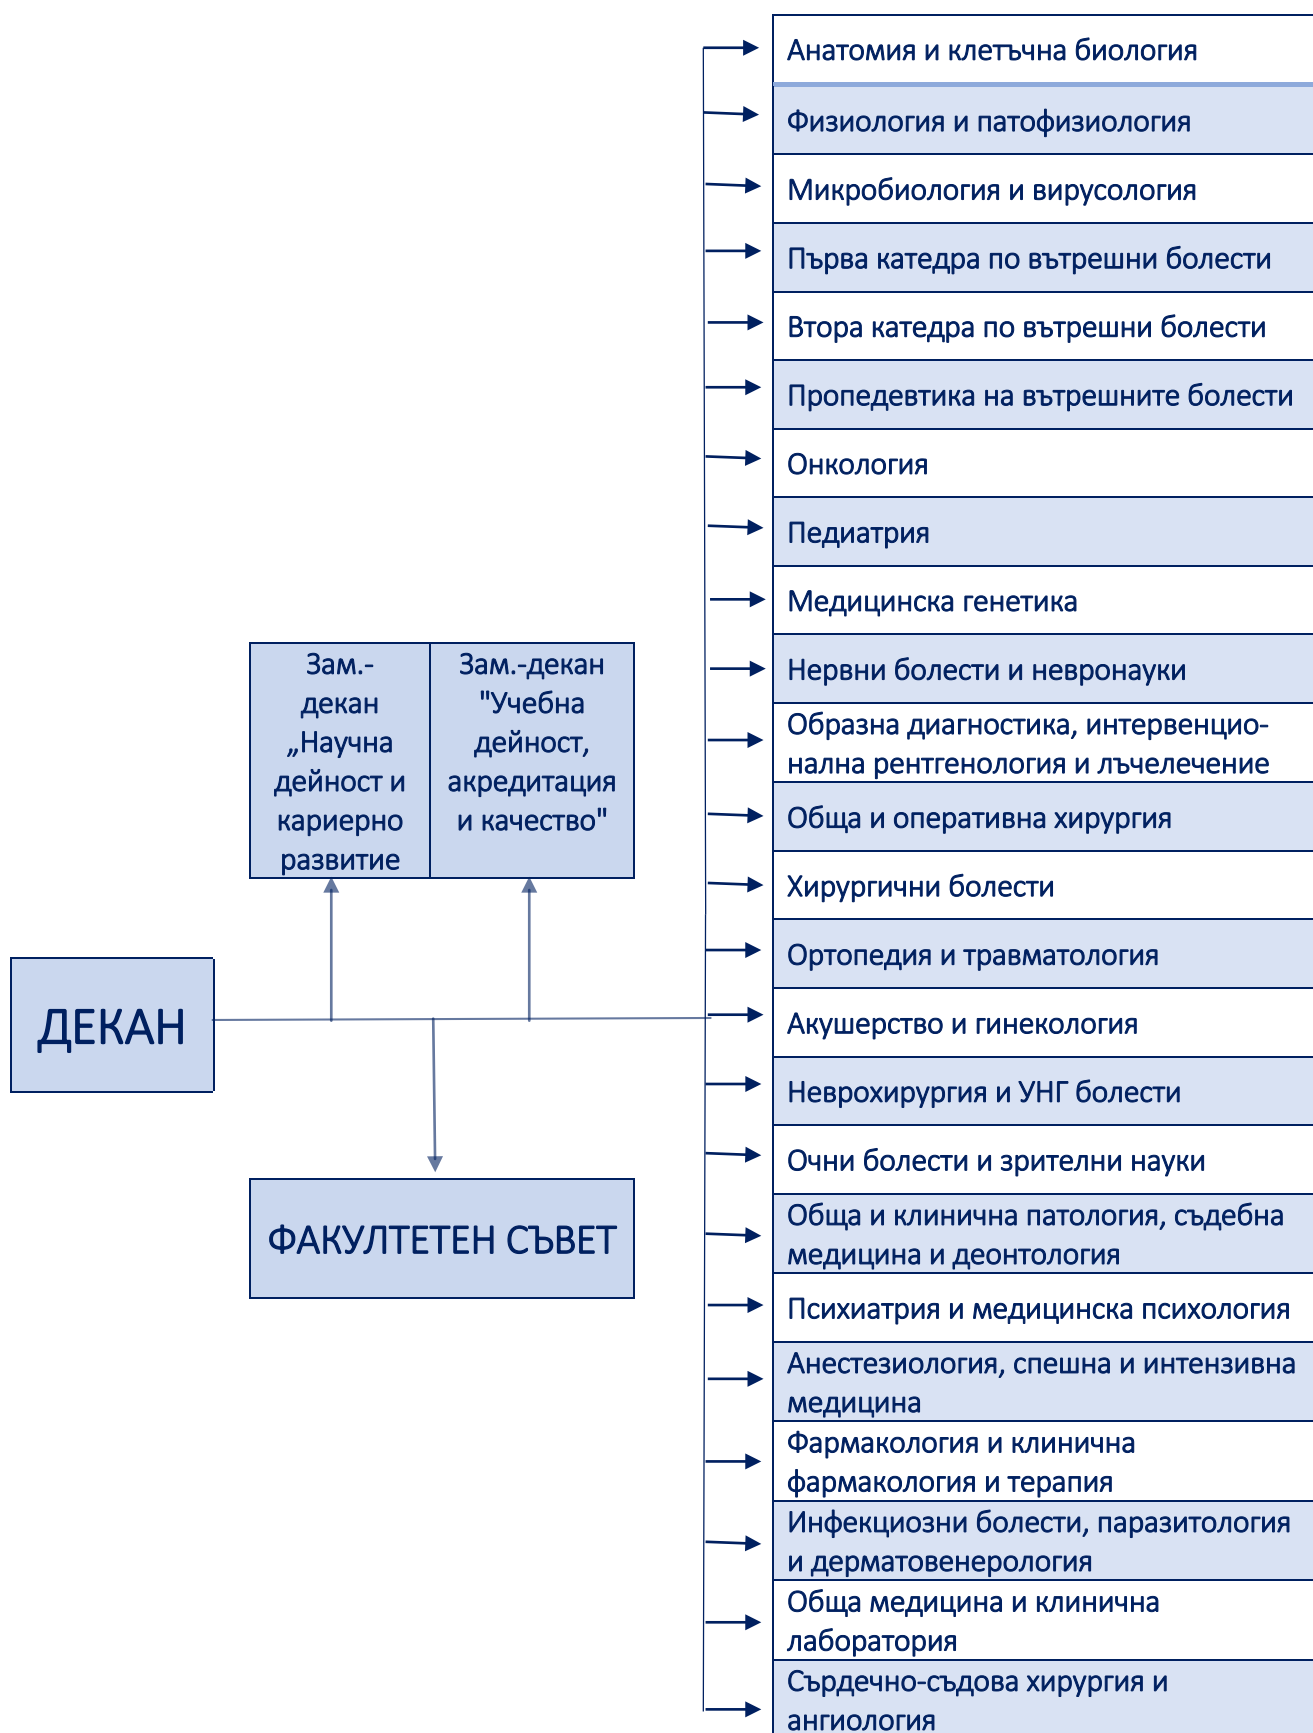 Анатомия и клетъчна биология
Физиология и патофизиология
Микробиология и вирусология
Първа катедра по вътрешни болести
Втора катедра по вътрешни болести
Пропедевтика на вътрешните болести
Онкология
Педиатрия
Медицинска генетика
Нервни болести и невронауки
Образна диагностика, интервенцио-
нална рентгенология и лъчелечение
Обща и оперативна хирургия
Хирургични болести
Ортопедия и травматология
Акушерство и гинекология
Неврохирургия и УНГ болести
Очни болести и зрителни науки
Обща и клинична патология, съдебна
медицина и деонтология
Психиатрия и медицинска психология
Анестезиология, спешна и интензивна
медицина
Фармакология и клинична
фармакология и терапия
Инфекциозни болести, паразитология
и дерматовенерология
Обща медицина и клинична
лаборатория
Сърдечно-съдова хирургия и
ангиология
Зам.-
декан
„Научна
дейност и
кариерно
развитие
Зам.-декан
"Учебна
дейност,
акредитация
и качество"
ДЕКАН
ФАКУЛТЕТЕН СЪВЕТ